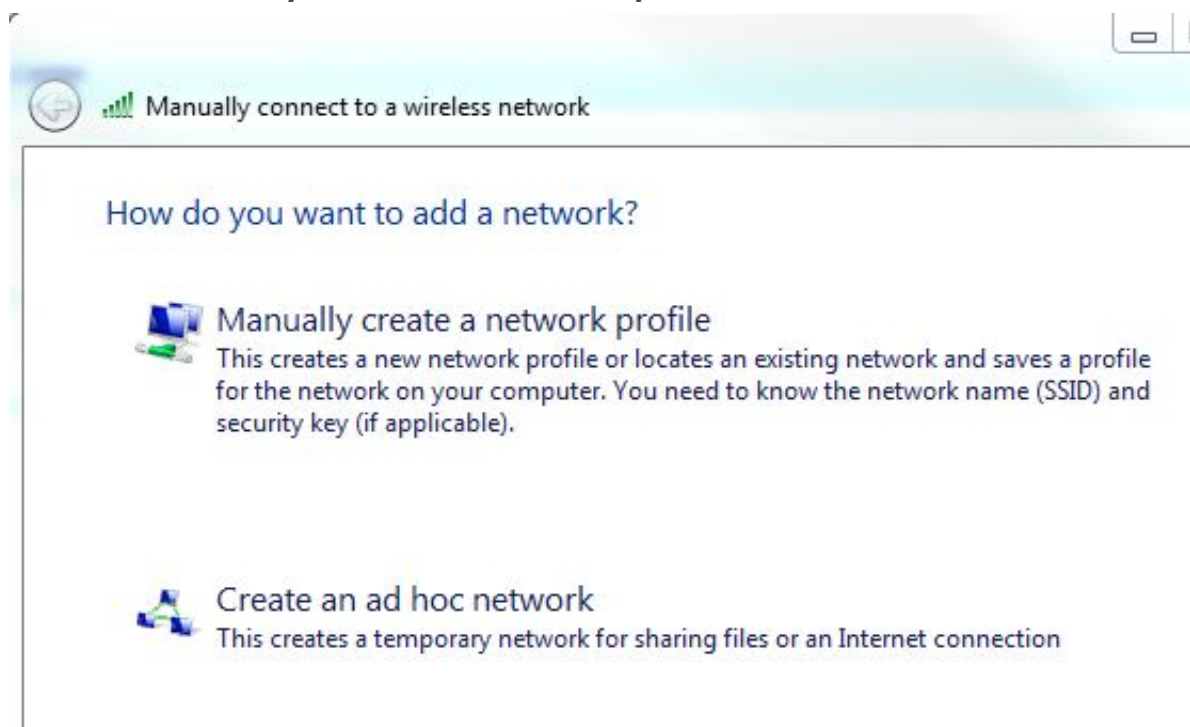 Manually connect to a wireless network
How do you want to add a network?
Manually create a network profile
This creates a new network profile or locates an existing network and saves a profile
for the network on your computer. You need to know the network name (SSID) and
security key (if applicable).
Create an ad hoc network
This creates a temporary network for sharing files or an Internet connection